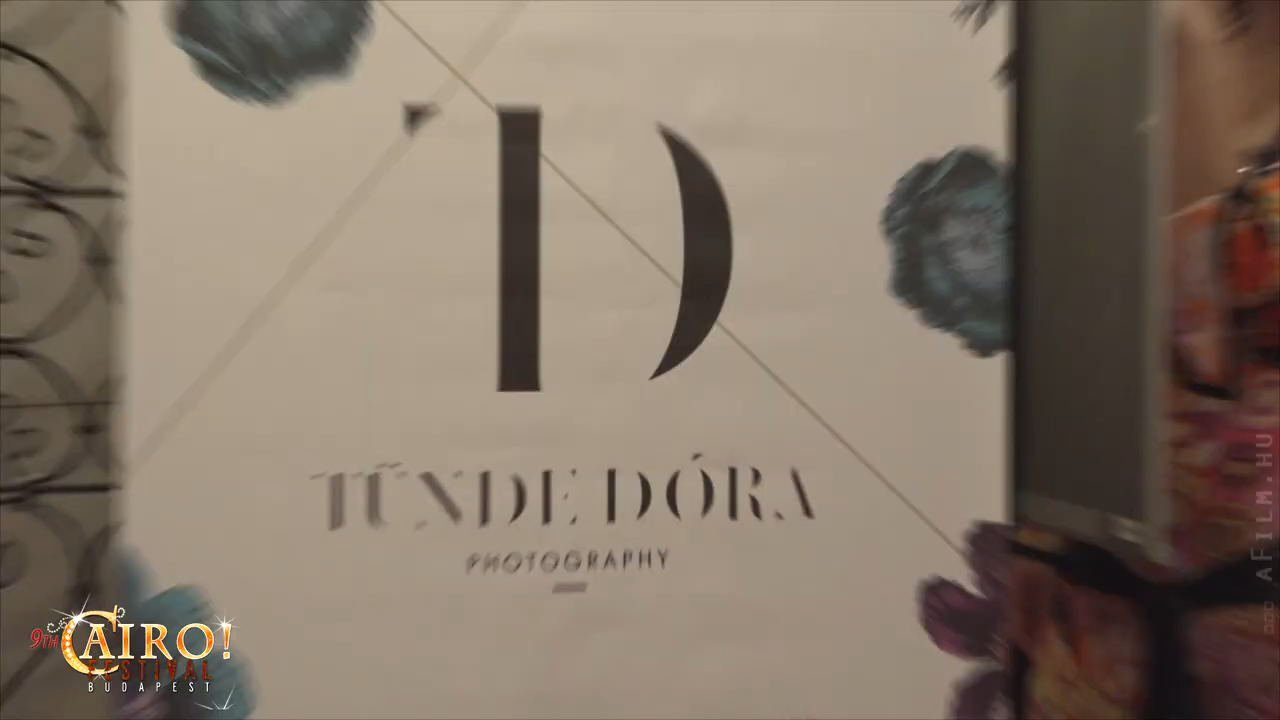 D
TÜNDE DÓRA
PHOTOGRAPHY
9TH
CAIRO!
FESTIVAL
BUDAPEST
AFILM.HU